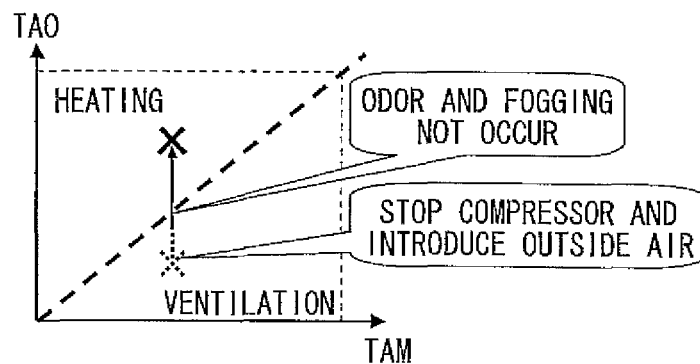 TAO
HEATING
ODOR AND FOGGING
NOT OCCUR
STOP COMPRESSOR AND
INTRODUCE OUTSIDE AIR
VENTILATION
TAM